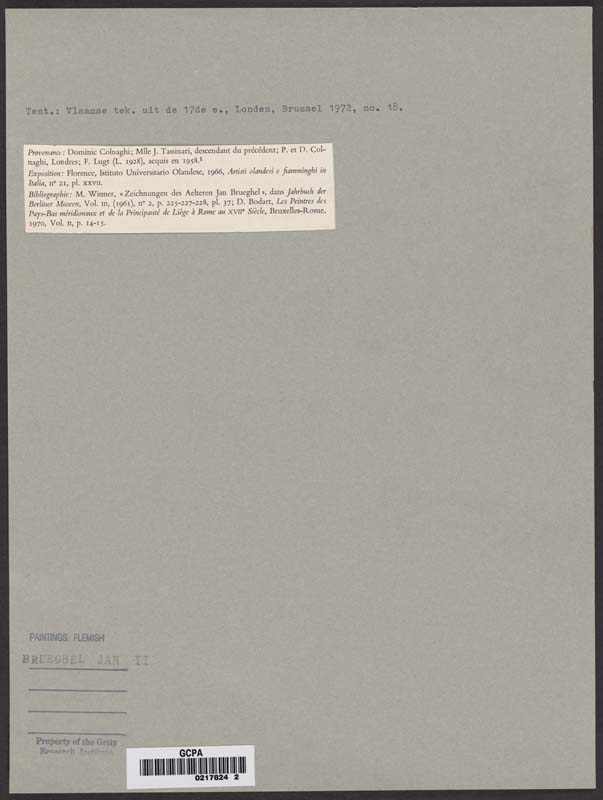 Tent.: Vlaamse tek. uit de 17de e., Londen, Brussel 1972, no. 18.
Provenance: Dominic Colnaghi; Mlle J. Tassinari, descendant du précédent; P. et D. Col-
naghi, Londres; F. Lugt (L. 1928), acquis en 1958.¹
Exposition: Florence, Istituto Universitario Olandese, 1966, Artisti olandesi e fiamminghi in
Italia, nº 21, pl. XXVII.
Bibliographie: M. Winner, « Zeichnungen des Aelteren Jan Brueghel », dans Jahrbuch der
Berliner Museen, Vol. III, (1961), nº 2, p. 225-227-228, pl. 37; D. Bodart, Les Peintres des
Pays-Bas méridionaux et de la Principauté de Liège à Rome au XVIIᵉ Siècle, Bruxelles-Rome,
1970, Vol. II, p. 14-15.
PAINTINGS: FLEMISH
BRUEGHEL JAN II
Property of the Getty
Research Institute
GCPA
0217824 2